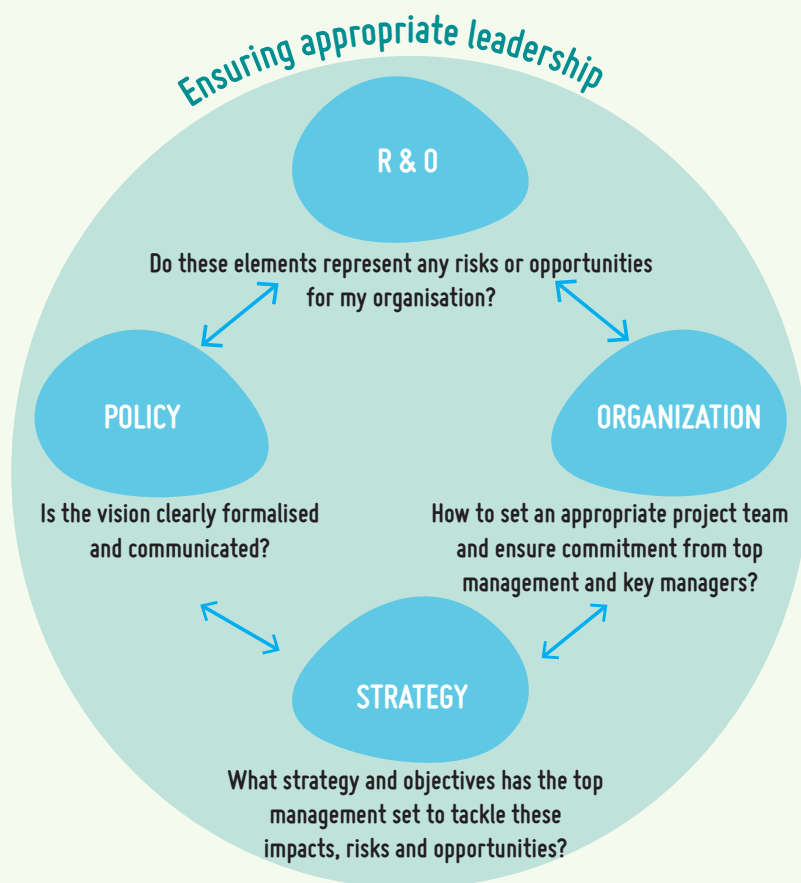 Ensuring appropriate leadership
R & O
Do these elements represent any risks or opportunities
for my organisation?
POLICY
Is the vision clearly formalised
and communicated?
ORGANIZATION
How to set an appropriate project team
and ensure commitment from top
management and key managers?
STRATEGY
What strategy and objectives has the top
management set to tackle these
impacts, risks and opportunities?